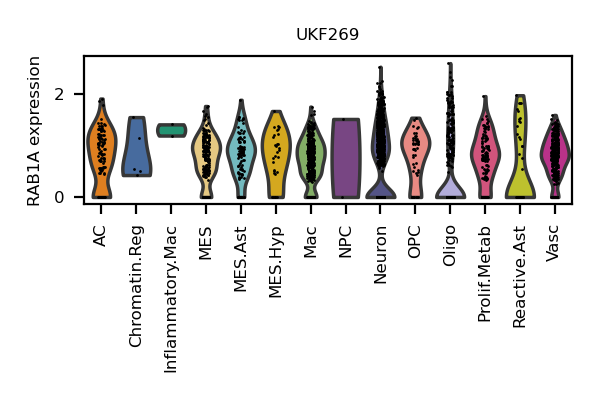 UKF269
RAB1A expression
2
0
AC
Chromatin.Reg
Inflammatory.Mac
MES
MES.Ast
MES.Hyp
Mac
NPC
Neuron
OPC
Oligo
Prolif.Metab
Reactive.Ast
Vasc